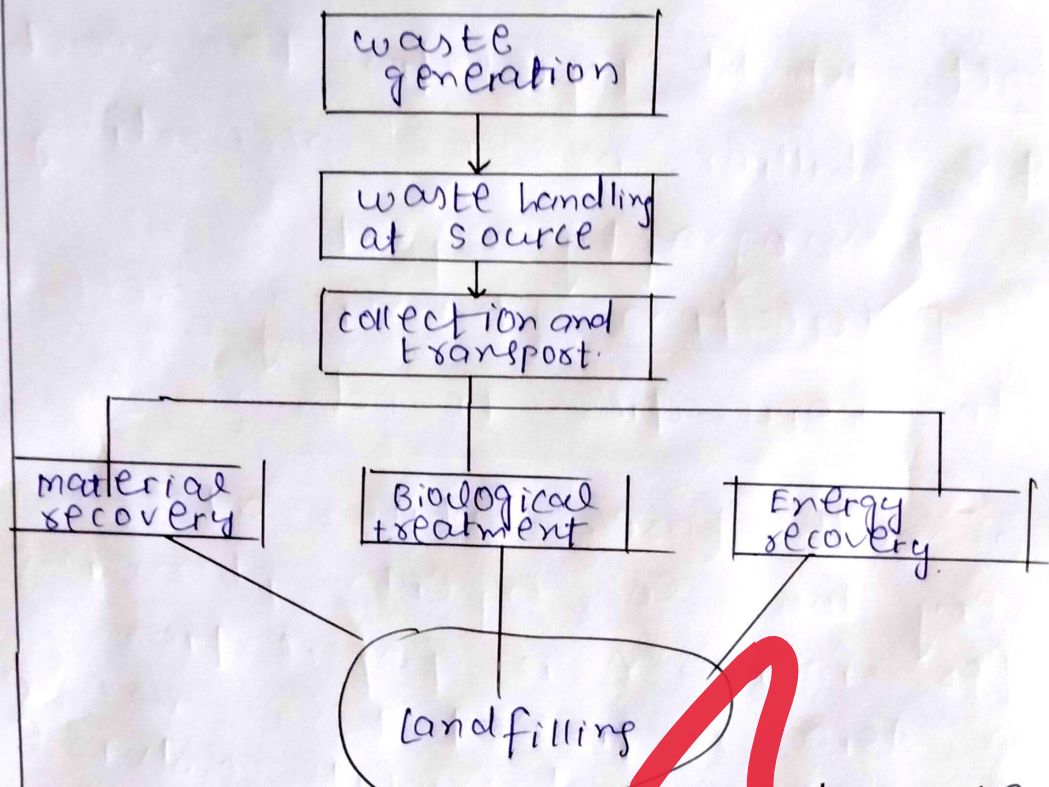 waste
generation
waste handling
at source
collection and
transport.
material
recovery
Biological
treatment
Energy
recovery.
Landfilling